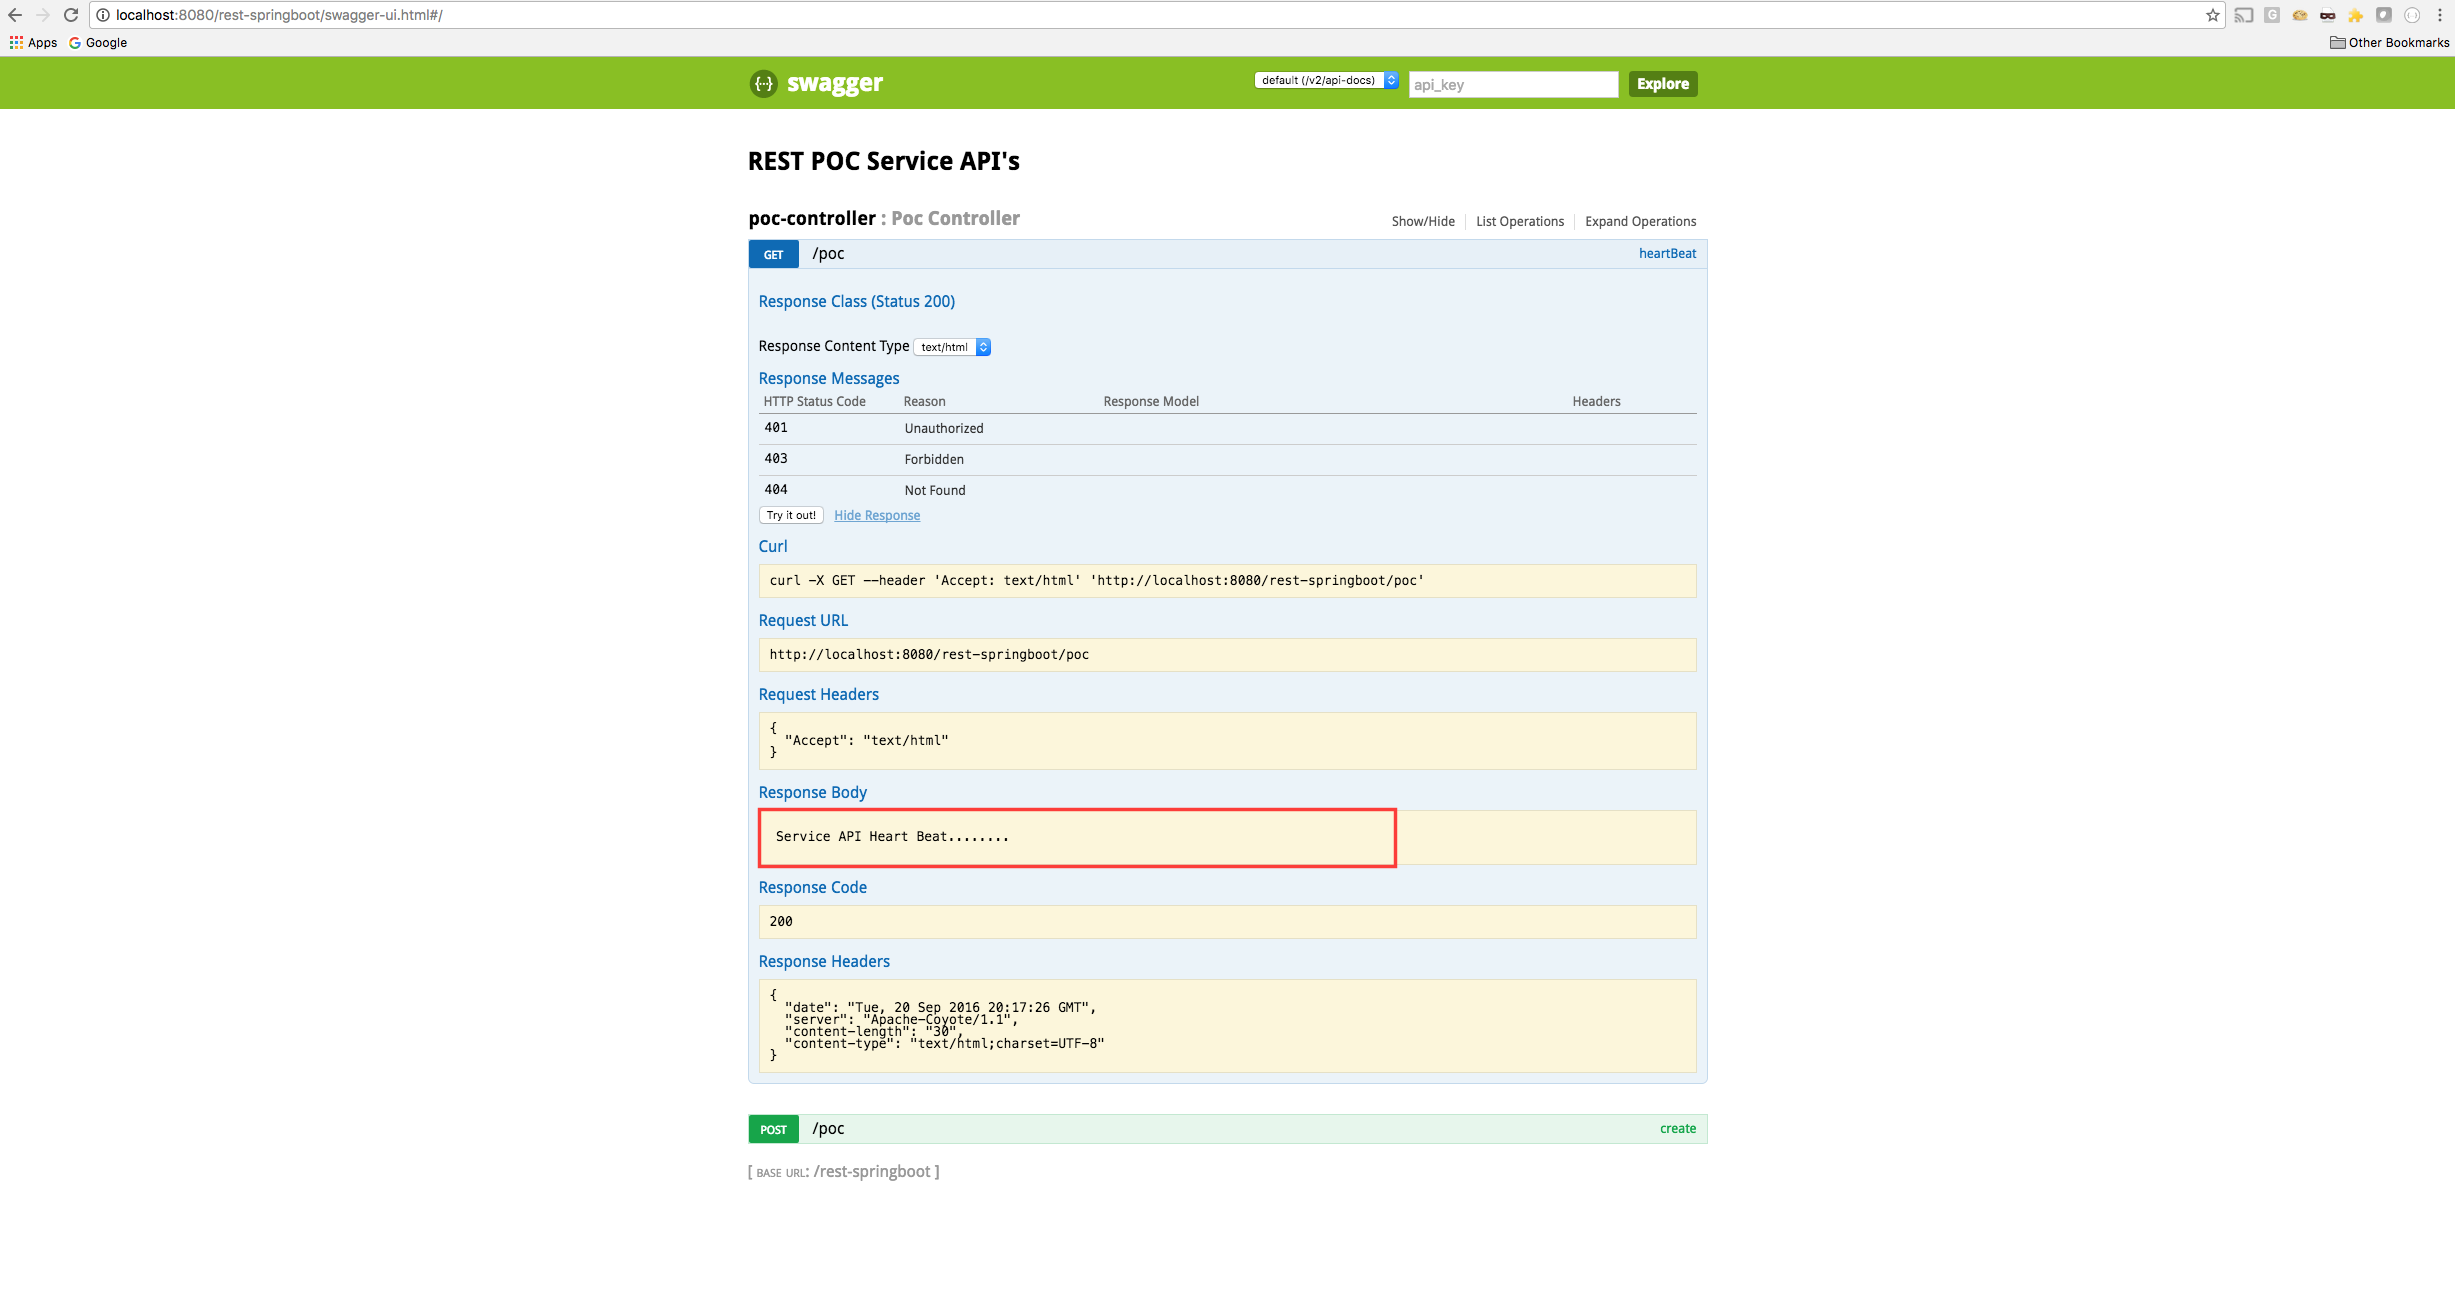 localhost:8080/rest-springboot/swagger-ui.html#/
Apps Google Other Bookmarks
{...} swagger default (/v2/api-docs) api_key Explore
REST POC Service API's
poc-controller : Poc Controller Show/Hide List Operations Expand Operations
GET /poc heartBeat
Response Class (Status 200)
Response Content Type text/html
Response Messages
HTTP Status Code Reason Response Model Headers
401 Unauthorized
403 Forbidden
404 Not Found
Try it out! Hide Response
Curl
curl -X GET --header 'Accept: text/html' 'http://localhost:8080/rest-springboot/poc'
Request URL
http://localhost:8080/rest-springboot/poc
Request Headers
{
"Accept": "text/html"
}
Response Body
Service API Heart Beat........
Response Code
200
Response Headers
{
"date": "Tue, 20 Sep 2016 20:17:26 GMT",
"server": "Apache-Coyote/1.1",
"content-length": "30",
"content-type": "text/html;charset=UTF-8"
}
POST /poc create
[ BASE URL: /rest-springboot ]